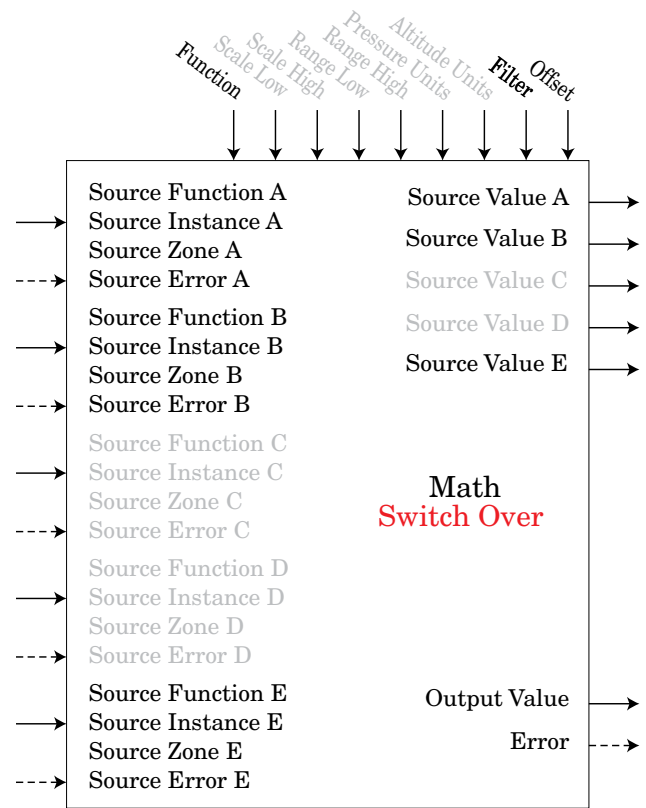 Function
Scale Low
Scale High
Range Low
Range High
Pressure Units
Altitude Units
Filter
Offset
Source Function A
Source Instance A
Source Zone A
Source Error A
Source Function B
Source Instance B
Source Zone B
Source Error B
Source Function C
Source Instance C
Source Zone C
Source Error C
Source Function D
Source Instance D
Source Zone D
Source Error D
Source Function E
Source Instance E
Source Zone E
Source Error E
Source Value A
Source Value B
Source Value C
Source Value D
Source Value E
Math
Switch Over
Output Value
Error